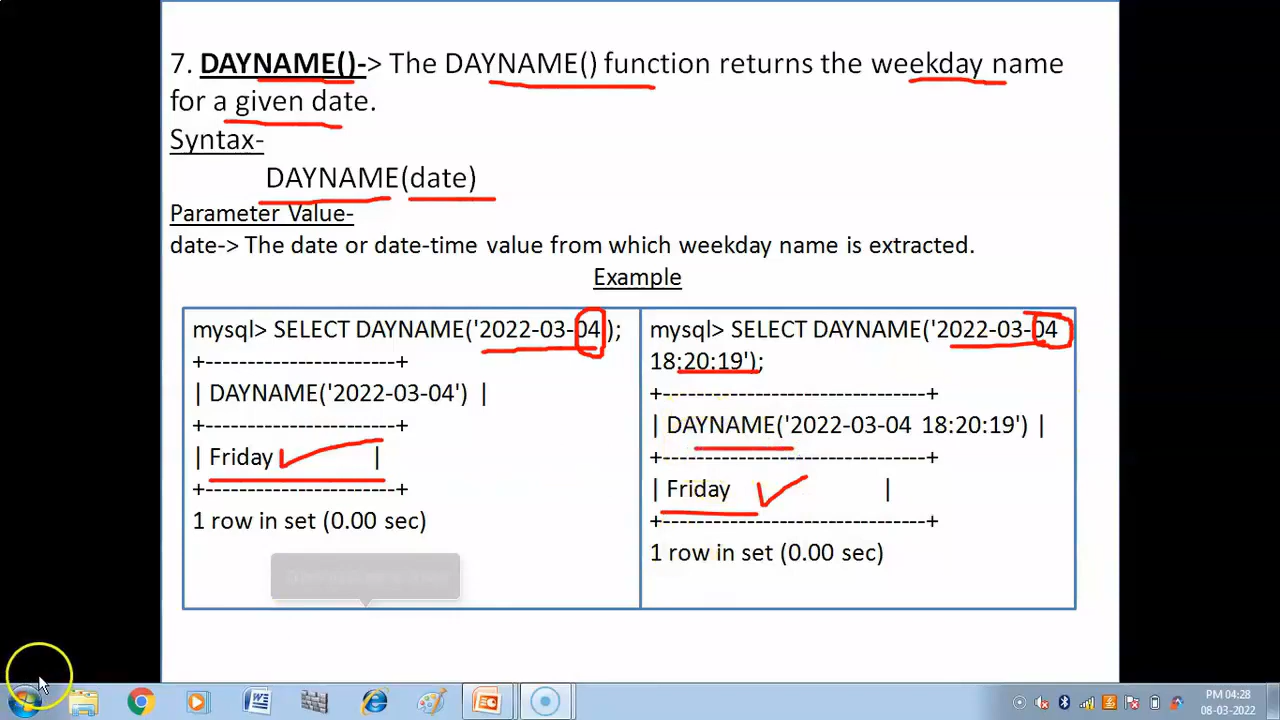 7. DAYNAME()-> The DAYNAME() function returns the weekday name
for a given date.
Syntax-
DAYNAME(date)
Parameter Value-
date-> The date or date-time value from which weekday name is extracted.
Example
mysql> SELECT DAYNAME('2022-03-04');
+----------------------+
| DAYNAME('2022-03-04') |
+----------------------+
| Friday |
+----------------------+
1 row in set (0.00 sec)
mysql> SELECT DAYNAME('2022-03-04
18:20:19');
+------------------------------+
| DAYNAME('2022-03-04 18:20:19') |
+------------------------------+
| Friday |
+------------------------------+
1 row in set (0.00 sec)
PM 04:28
08-03-2022